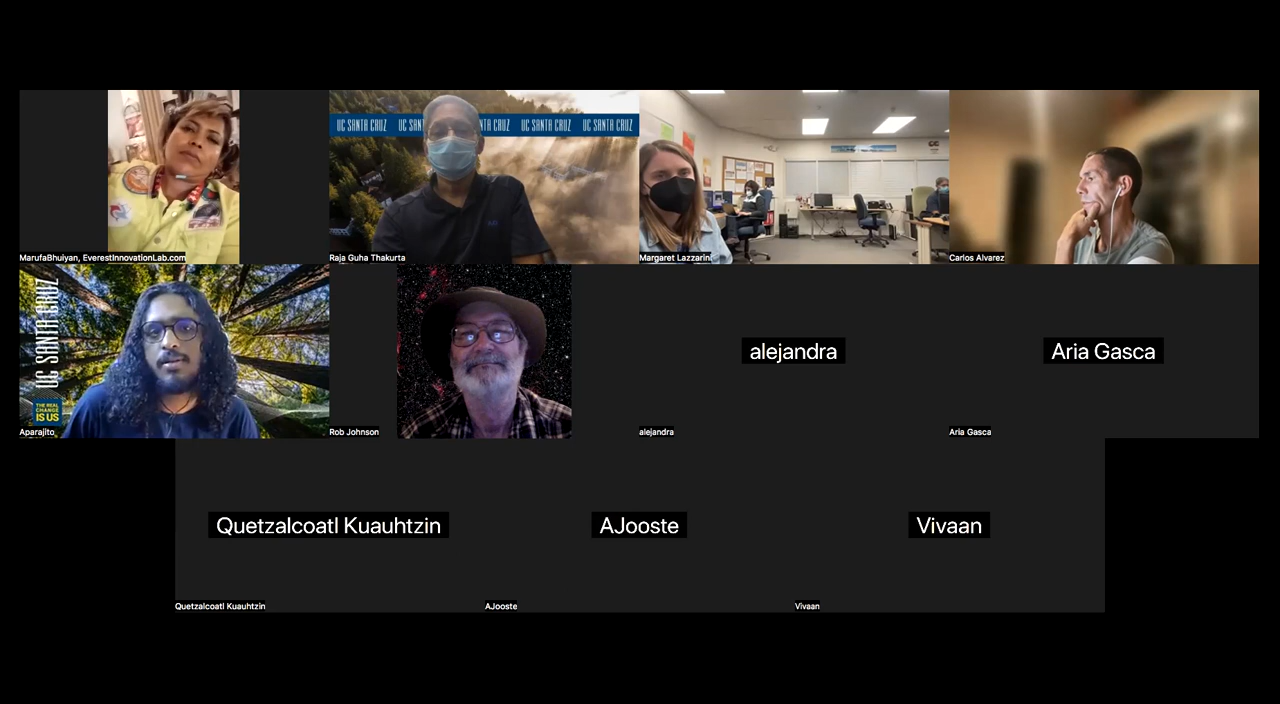 UC SANTA CRUZ UC SANTA CRUZ UC SANTA CRUZ UC SANTA CRUZ
MarufaBhuiyan, EverestInnovationLab.com
Raja Guha Thakurta
Margaret Lazzarini
Carlos Alvarez
UC SANTA CRUZ
THE REAL
CHANGE
IS US
Aparajito
Rob Johnson
alejandra
alejandra
Aria Gasca
Aria Gasca
Quetzalcoatl Kuauhtzin
Quetzalcoatl Kuauhtzin
AJooste
AJooste
Vivaan
Vivaan